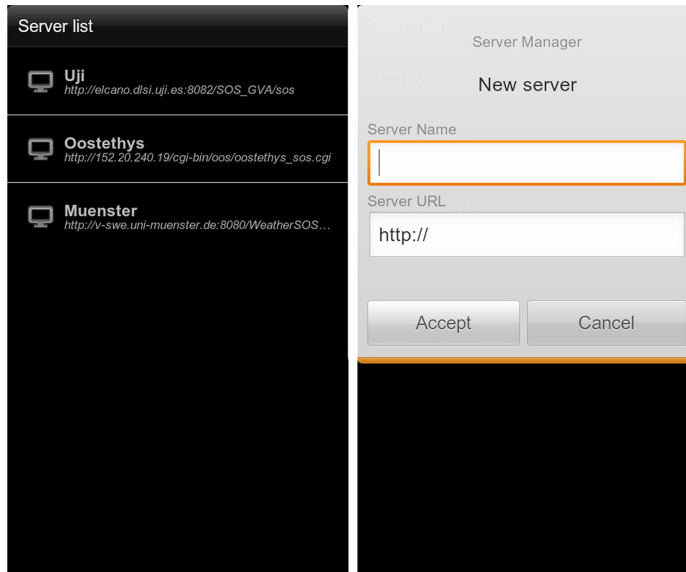 Server list
Uji
http://elcano.dlsi.uji.es:8082/SOS_GVA/sos
Oostethys
http://152.20.240.19/cgi-bin/oos/oostethys_sos.cgi
Muenster
http://v-swe.uni-muenster.de:8080/WeatherSOS…
Server Manager
New server
Server Name
Server URL
http://
Accept
Cancel